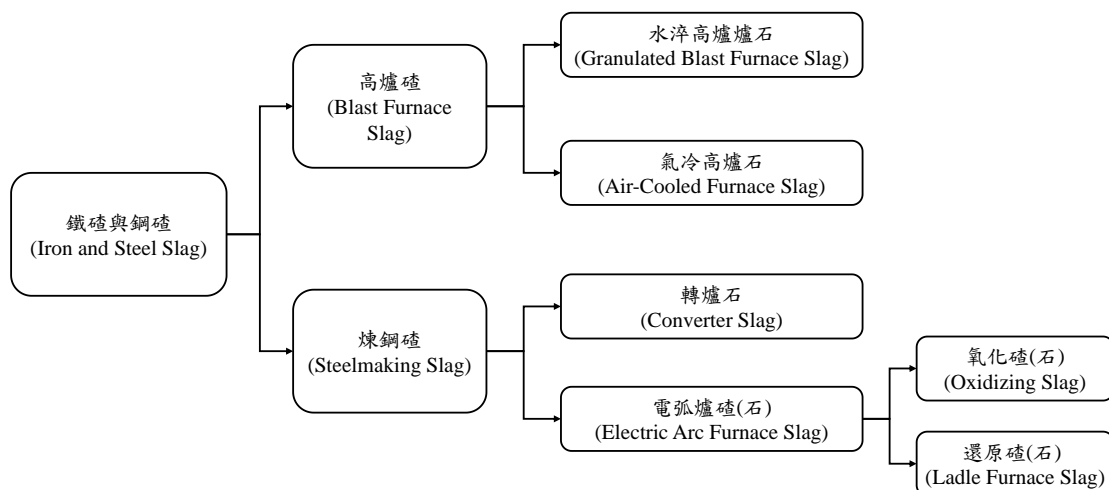 水淬高爐爐石
(Granulated Blast Furnace Slag)
高爐碴
(Blast Furnace
Slag)
氣冷高爐石
(Air-Cooled Furnace Slag)
鐵碴與鋼碴
(Iron and Steel Slag)
轉爐石
(Converter Slag)
煉鋼碴
(Steelmaking Slag)
氧化碴(石)
(Oxidizing Slag)
電弧爐碴(石)
(Electric Arc Furnace Slag)
還原碴(石)
(Ladle Furnace Slag)